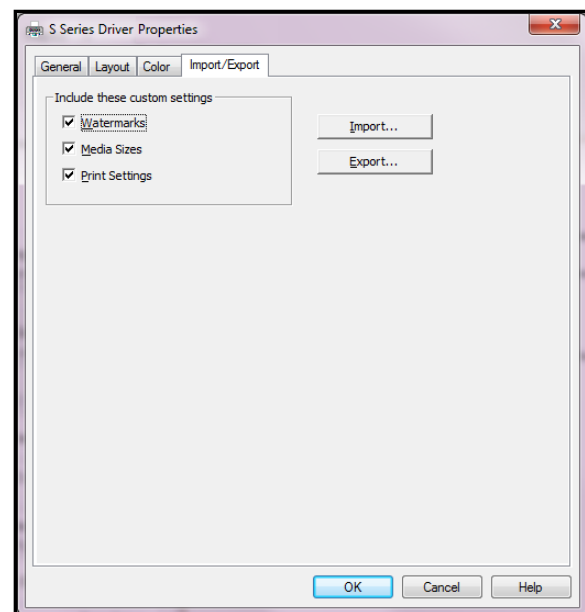 S Series Driver Properties
General Layout Color Import/Export
Include these custom settings
Watermarks
Import...
Media Sizes
Export...
Print Settings
OK Cancel Help